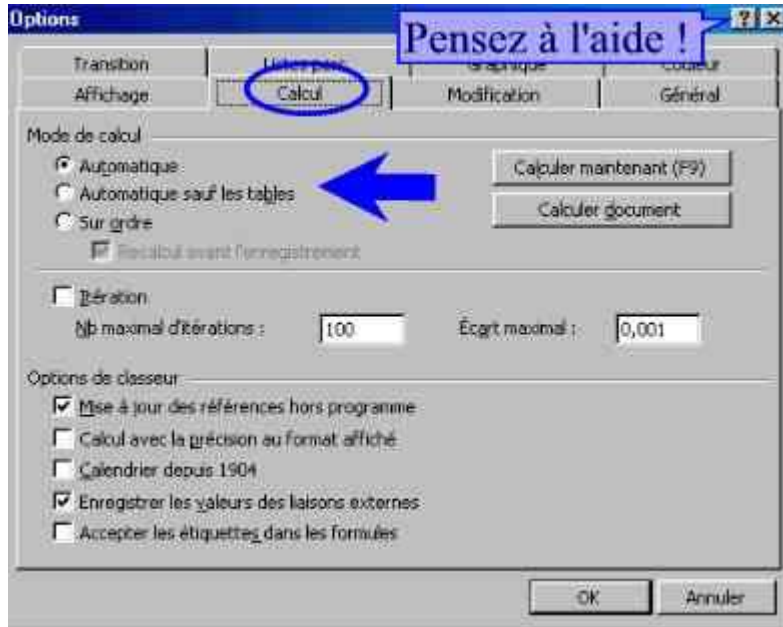 Options
Pensez à l'aide !
Transition
Graphique
Affichage Calcul Modification Général
Mode de calcul
Automatique
Calculer maintenant (F9)
Automatique sauf les tables
Calculer document
Sur ordre
Recalcul avant l'enregistrement
Itération
Nb maximal d'itérations : 100 Écart maximal : 0,001
Options de classeur
Mise à jour des références hors programme
Calcul avec la précision au format affiché
Calendrier depuis 1904
Enregistrer les valeurs des liaisons externes
Accepter les étiquettes dans les formules
OK Annuler